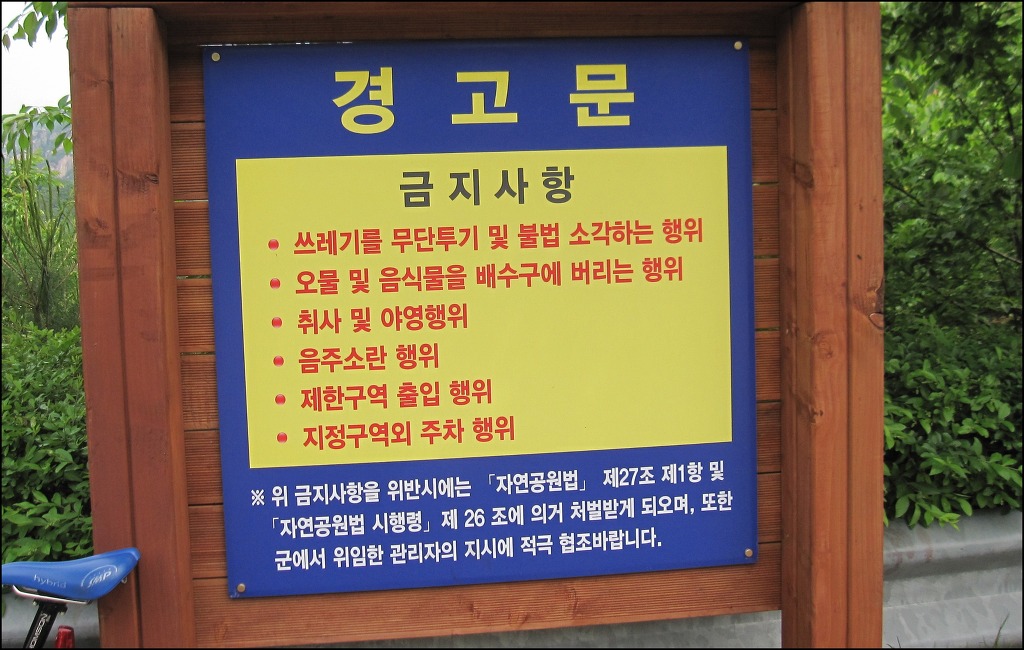 경고문
금지사항
쓰레기를 무단투기 및 불법 소각하는 행위
오물 및 음식물을 배수구에 버리는 행위
취사 및 야영행위
음주소란 행위
제한구역 출입 행위
지정구역외 주차 행위
※ 위 금지사항을 위반시에는 「자연공원법」 제27조 제1항 및
「자연공원법 시행령」 제 26 조에 의거 처벌받게 되오며, 또한
군에서 위임한 관리자의 지시에 적극 협조바랍니다.
hybrid SMP
THOMSON